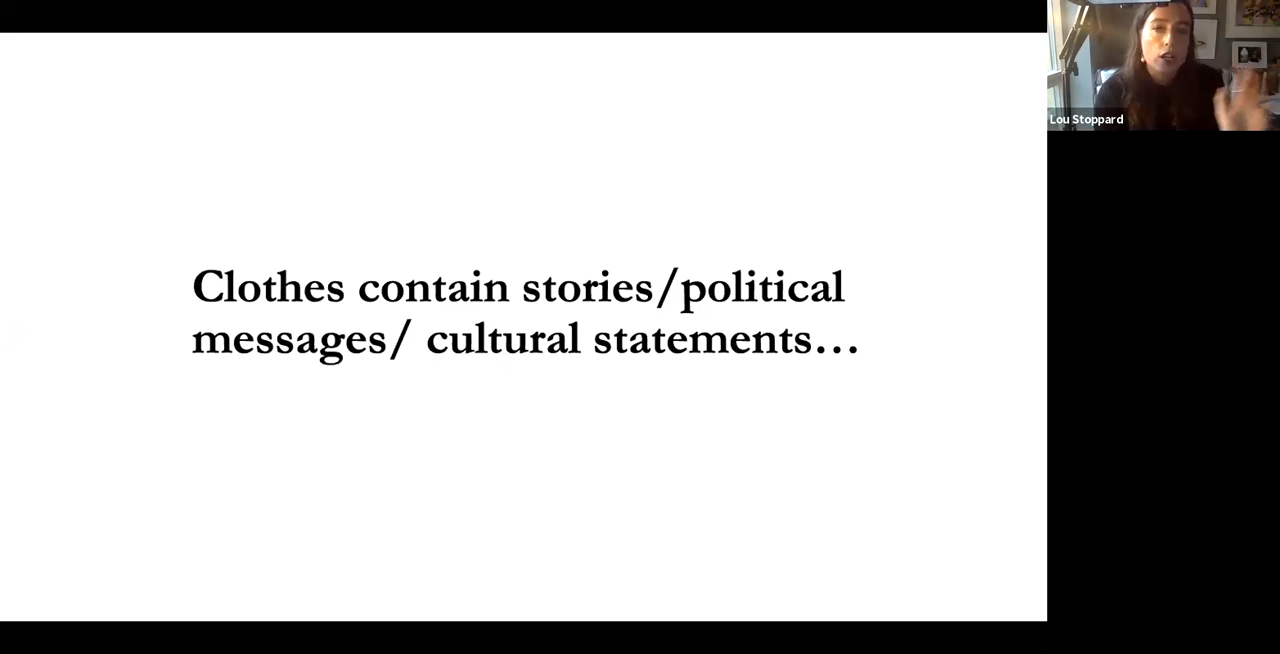 Lou Stoppard
Clothes contain stories/political
messages/ cultural statements…